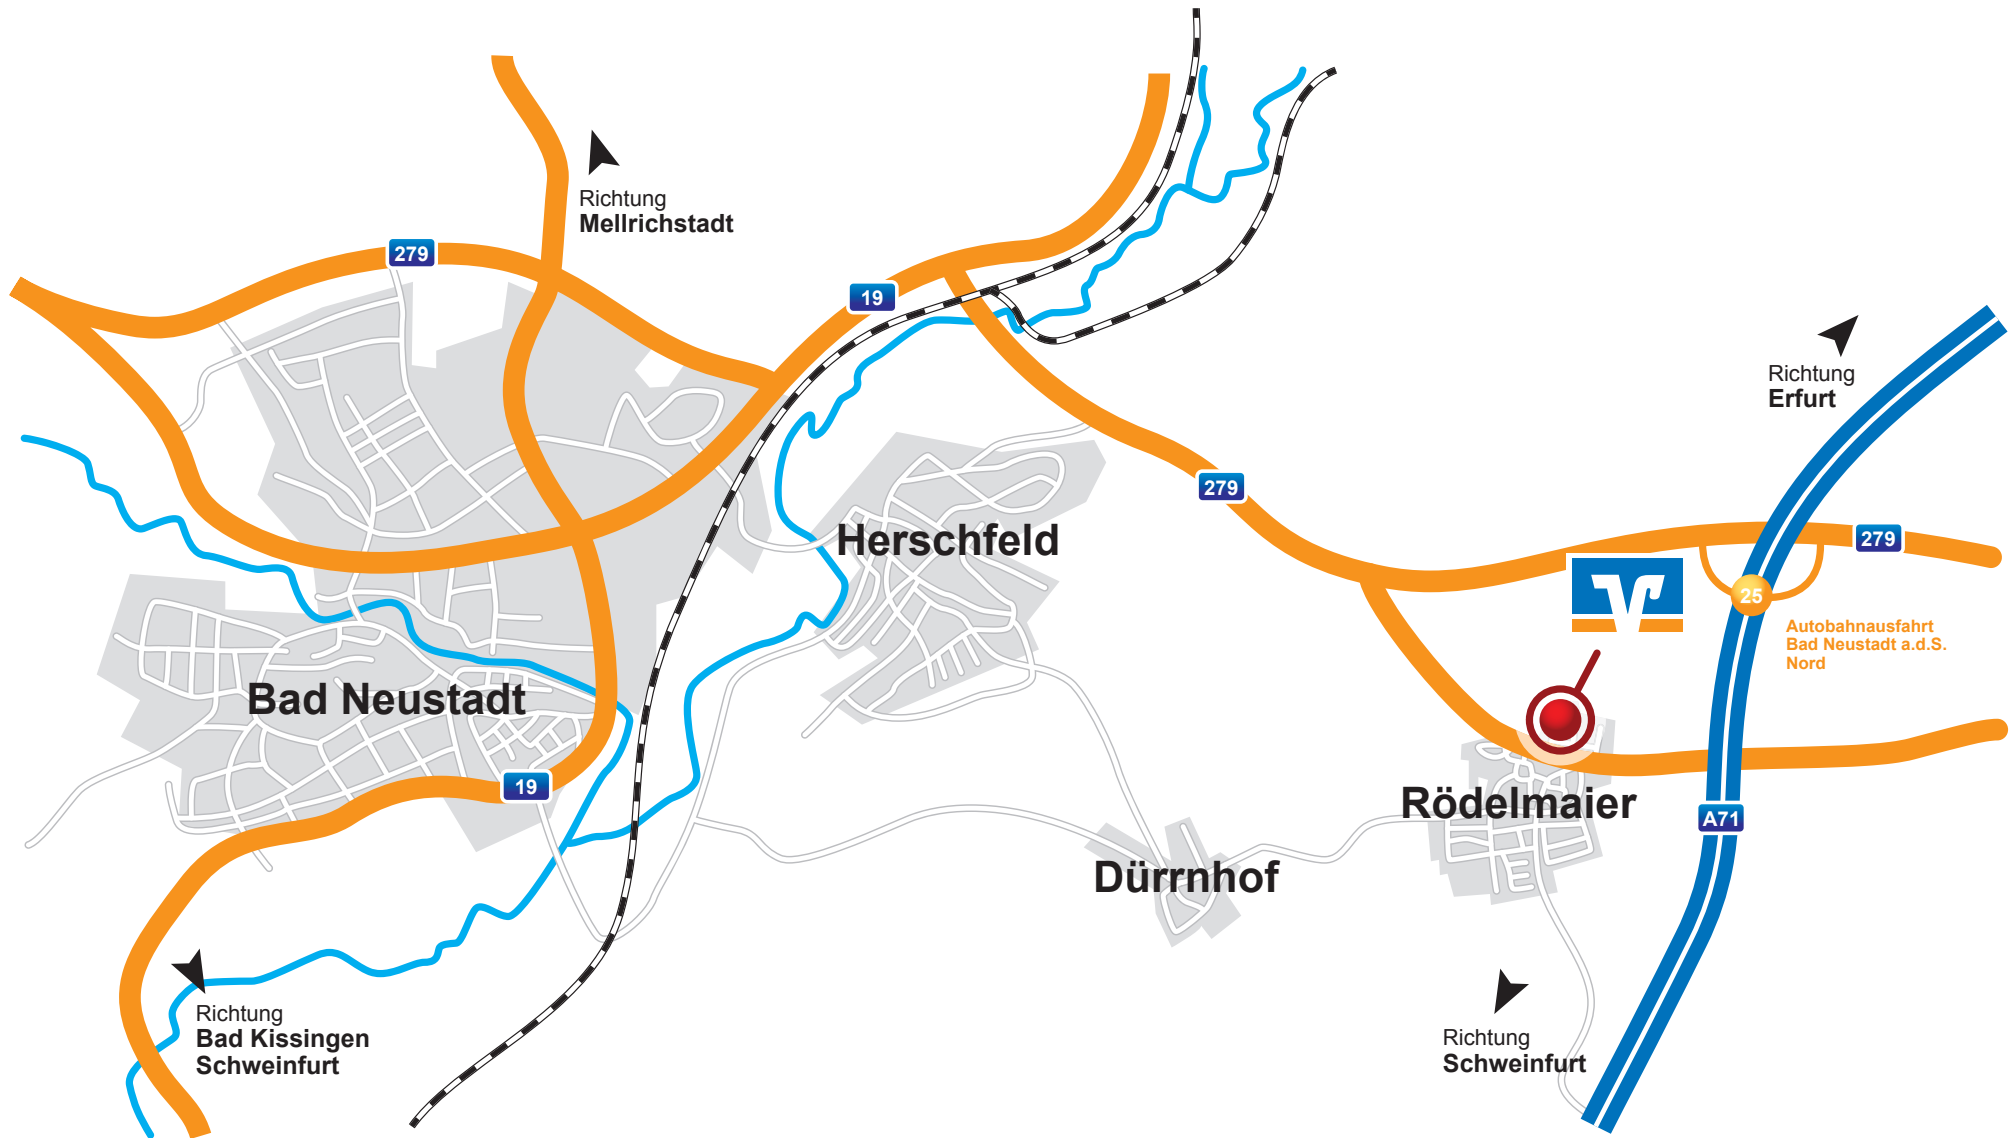 Richtung
Mellrichstadt
279
19
Richtung
Erfurt
279
279
Herschfeld
25
Autobahnausfahrt
Bad Neustadt a.d.S.
Nord
Bad Neustadt
19
Rödelmaier
A71
Dürrnhof
Richtung
Bad Kissingen
Schweinfurt
Richtung
Schweinfurt